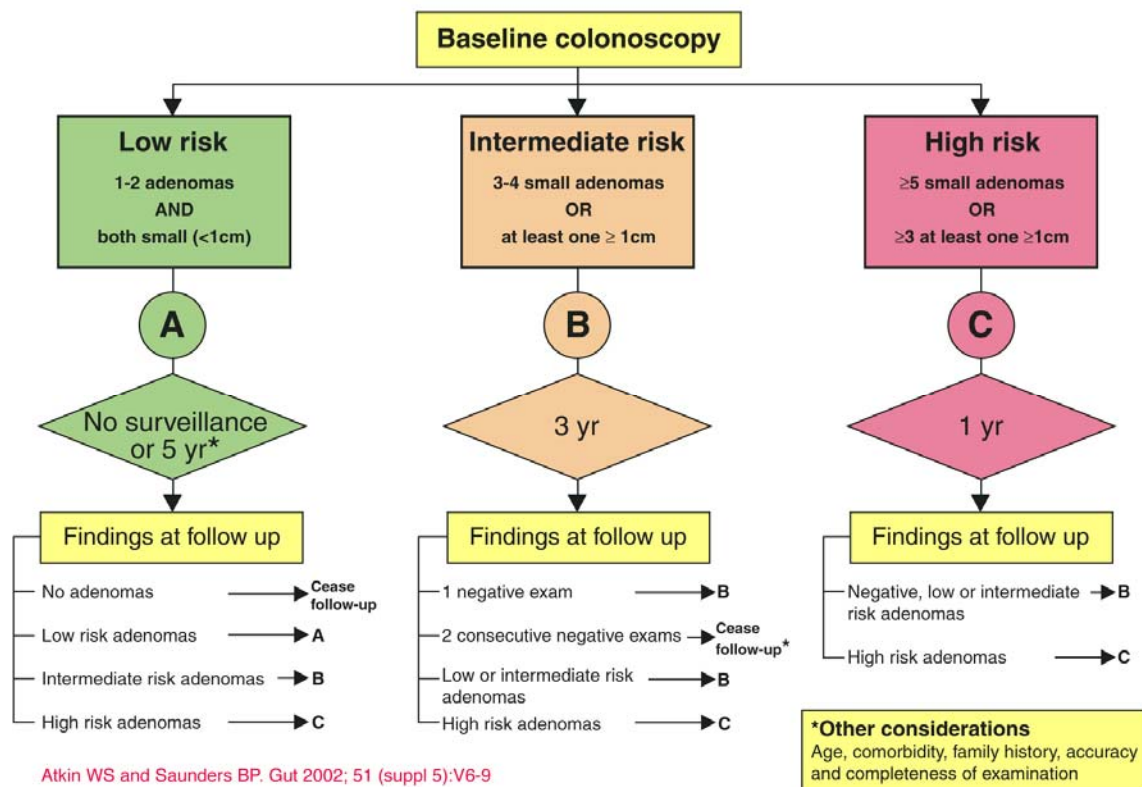 Baseline colonoscopy
Low risk
1-2 adenomas
AND
both small (<1cm)
A
No surveillance
or 5 yr*
Findings at follow up
No adenomas
Cease
follow-up
Low risk adenomas
A
Intermediate risk adenomas
B
High risk adenomas
C
Intermediate risk
3-4 small adenomas
OR
at least one ≥ 1cm
B
3 yr
Findings at follow up
1 negative exam
B
2 consecutive negative exams
Cease
follow-up*
Low or intermediate risk
adenomas
B
High risk adenomas
C
High risk
≥5 small adenomas
OR
≥3 at least one ≥1cm
C
1 yr
Findings at follow up
Negative, low or intermediate
risk adenomas
B
High risk adenomas
C
*Other considerations
Age, comorbidity, family history, accuracy
and completeness of examination
Atkin WS and Saunders BP. Gut 2002; 51 (suppl 5):V6-9